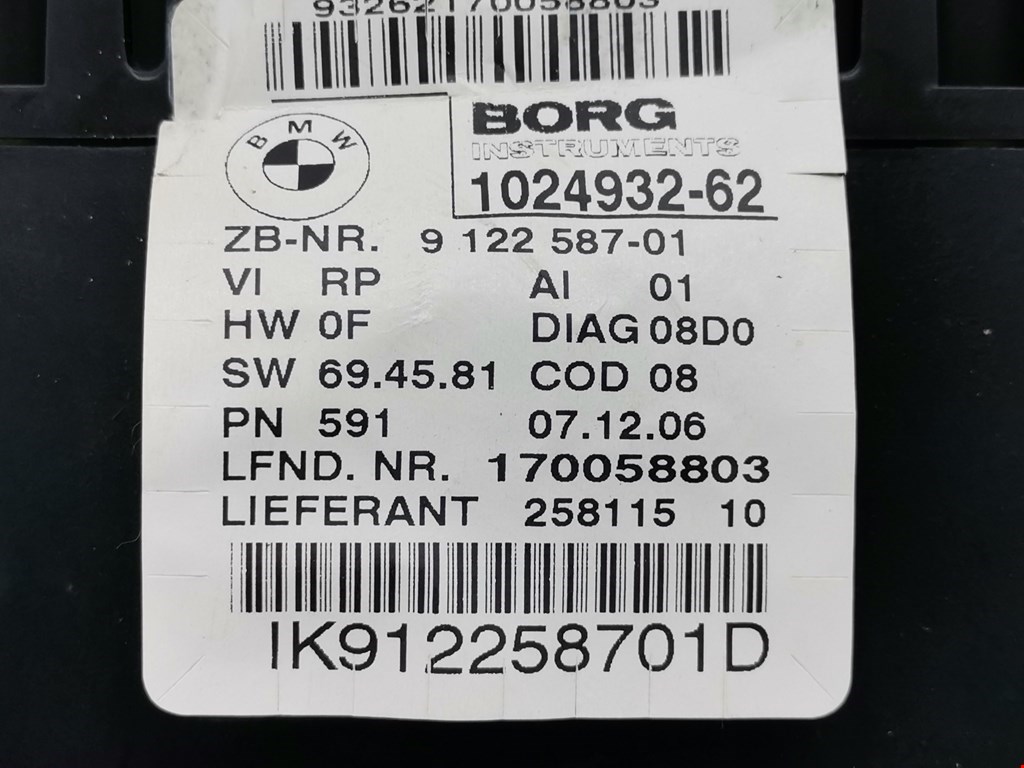 93262170058803
BMW
BORG
INSTRUMENTS
1024932-62
ZB-NR. 9 122 587-01
VI RP AI 01
HW 0F DIAG 08D0
SW 69.45.81 COD 08
PN 591 07.12.06
LFND. NR. 170058803
LIEFERANT 258115 10
IK912258701D